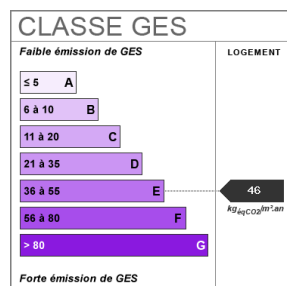 CLASSE GES
Faible émission de GES
LOGEMENT
≤ 5 A
6 à 10 B
11 à 20 C
21 à 35 D
36 à 55 E
46
kgéqCO2/m².an
56 à 80 F
> 80 G
Forte émission de GES